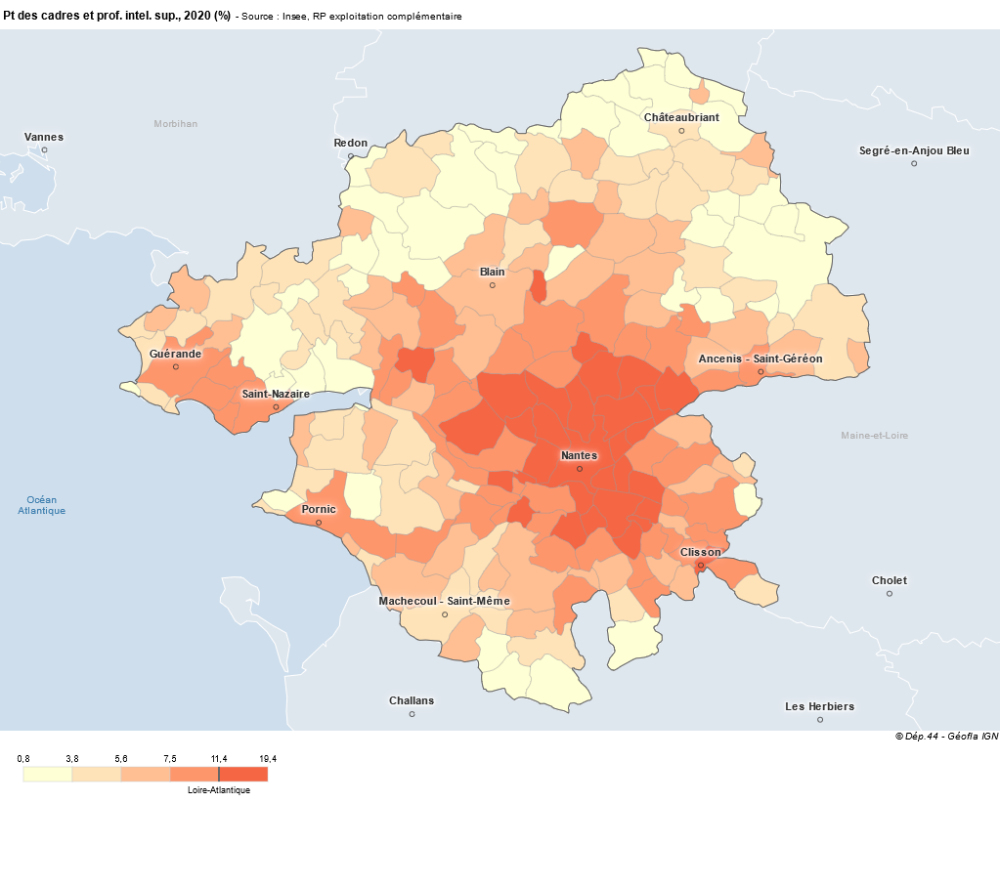 Pt des cadres et prof. intel. sup., 2020 (%) - Source : Insee, RP exploitation complémentaire
Châteaubriant
Morbihan
Vannes
Redon
Segré-en-Anjou Bleu
Blain
Guérande
Ancenis - Saint-Géréon
Saint-Nazaire
Maine-et-Loire
Nantes
Océan
Atlantique
Pornic
Clisson
Cholet
Machecoul - Saint-Même
Challans
Les Herbiers
© Dép.44 - Géofla IGN
0,8 3,8 5,6 7,5 11,4 19,4
Loire-Atlantique